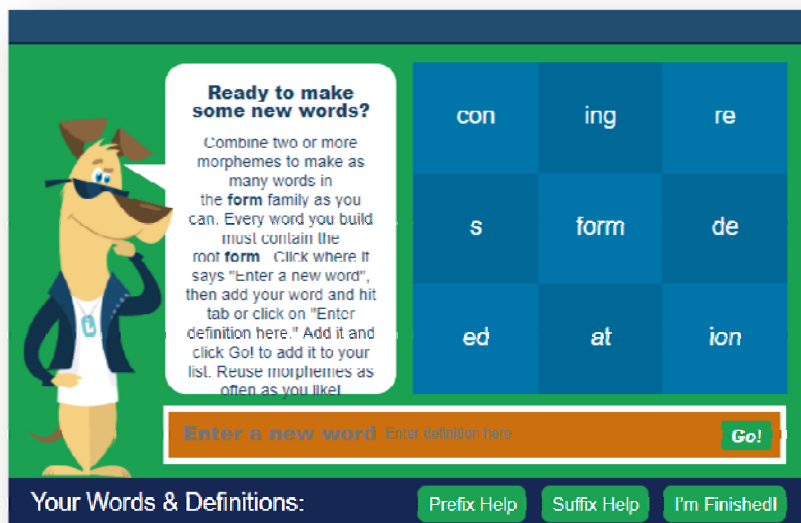 Ready to make
some new words?
Combine two or more
morphemes to make as
many words in
the form family as you
can. Every word you build
must contain the
root form . Click where it
says "Enter a new word",
then add your word and hit
tab or click on "Enter
definition here." Add it and
click Go! to add it to your
list. Reuse morphemes as
often as you like!
con ing re
s form de
ed at ion
Enter a new word Enter definition here Go!
Your Words & Definitions: Prefix Help Suffix Help I'm Finished!
L